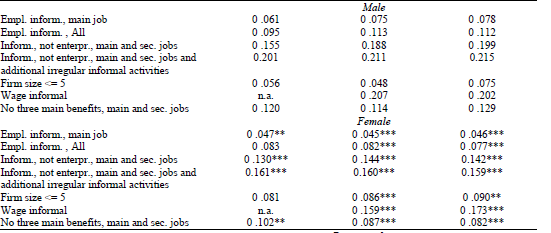 Male
Empl. inform., main job 0 .061 0 .075 0 .078
Empl. inform. , All 0 .095 0 .113 0 .112
Inform., not enterpr., main and sec. jobs 0 .155 0 .188 0 .199
Inform., not enterpr., main and sec. jobs and 0 .201 0 .211 0 .215
additional irregular informal activities
Firm size <= 5 0 .056 0 .048 0 .075
Wage informal n.a. 0 .207 0 .202
No three main benefits, main and sec. jobs 0 .120 0 .114 0 .129
Female
Empl. inform., main job 0 .047** 0 .045*** 0 .046***
Empl. inform. , All 0 .083 0 .082*** 0 .077***
Inform., not enterpr., main and sec. jobs 0 .130*** 0 .144*** 0 .142***
Inform., not enterpr., main and sec. jobs and 0 .161*** 0 .160*** 0 .159***
additional irregular informal activities
Firm size <= 5 0 .081 0 .086*** 0 .090**
Wage informal n.a. 0 .159*** 0 .173***
No three main benefits, main and sec. jobs 0 .102** 0 .087*** 0 .082***